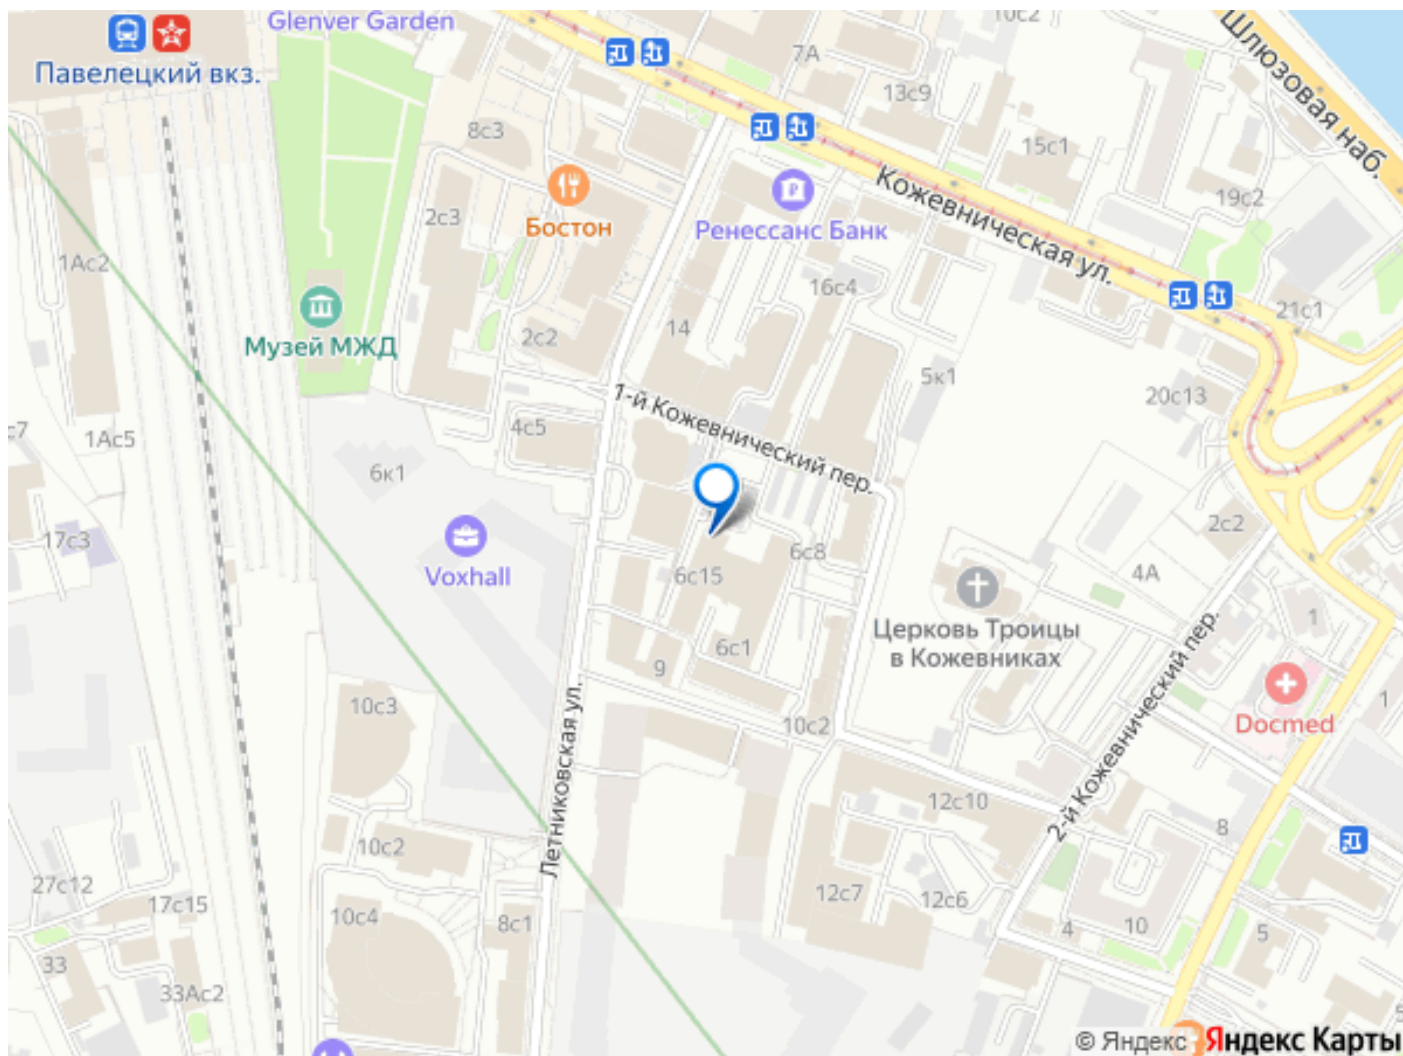 Glenver Garden
10с2
Шлюзовая наб.
Павелецкий вкз.
7А
13с9
8с3
15с1
Кожевническая ул.
19с2
2с3
Бостон
Ренессанс Банк
1Ас2
16с4
21с1
14
2с2
Музей МЖД
5к1
1-й Кожевнический пер.
20с13
4с5
с7
1Ас5
6к1
2с2
17с3
6с8
Voxhall
6с15
4А
Церковь Троицы
в Кожевниках
1
6с1
9
Docmed
1
10с3
10с2
Летниковская ул.
2-й Кожевнический пер.
12с10
8
10с2
27с12
17с15
12с7
12с6
10с4
8с1
4
10
5
33
33Ас2
© Яндекс Яндекс Карты